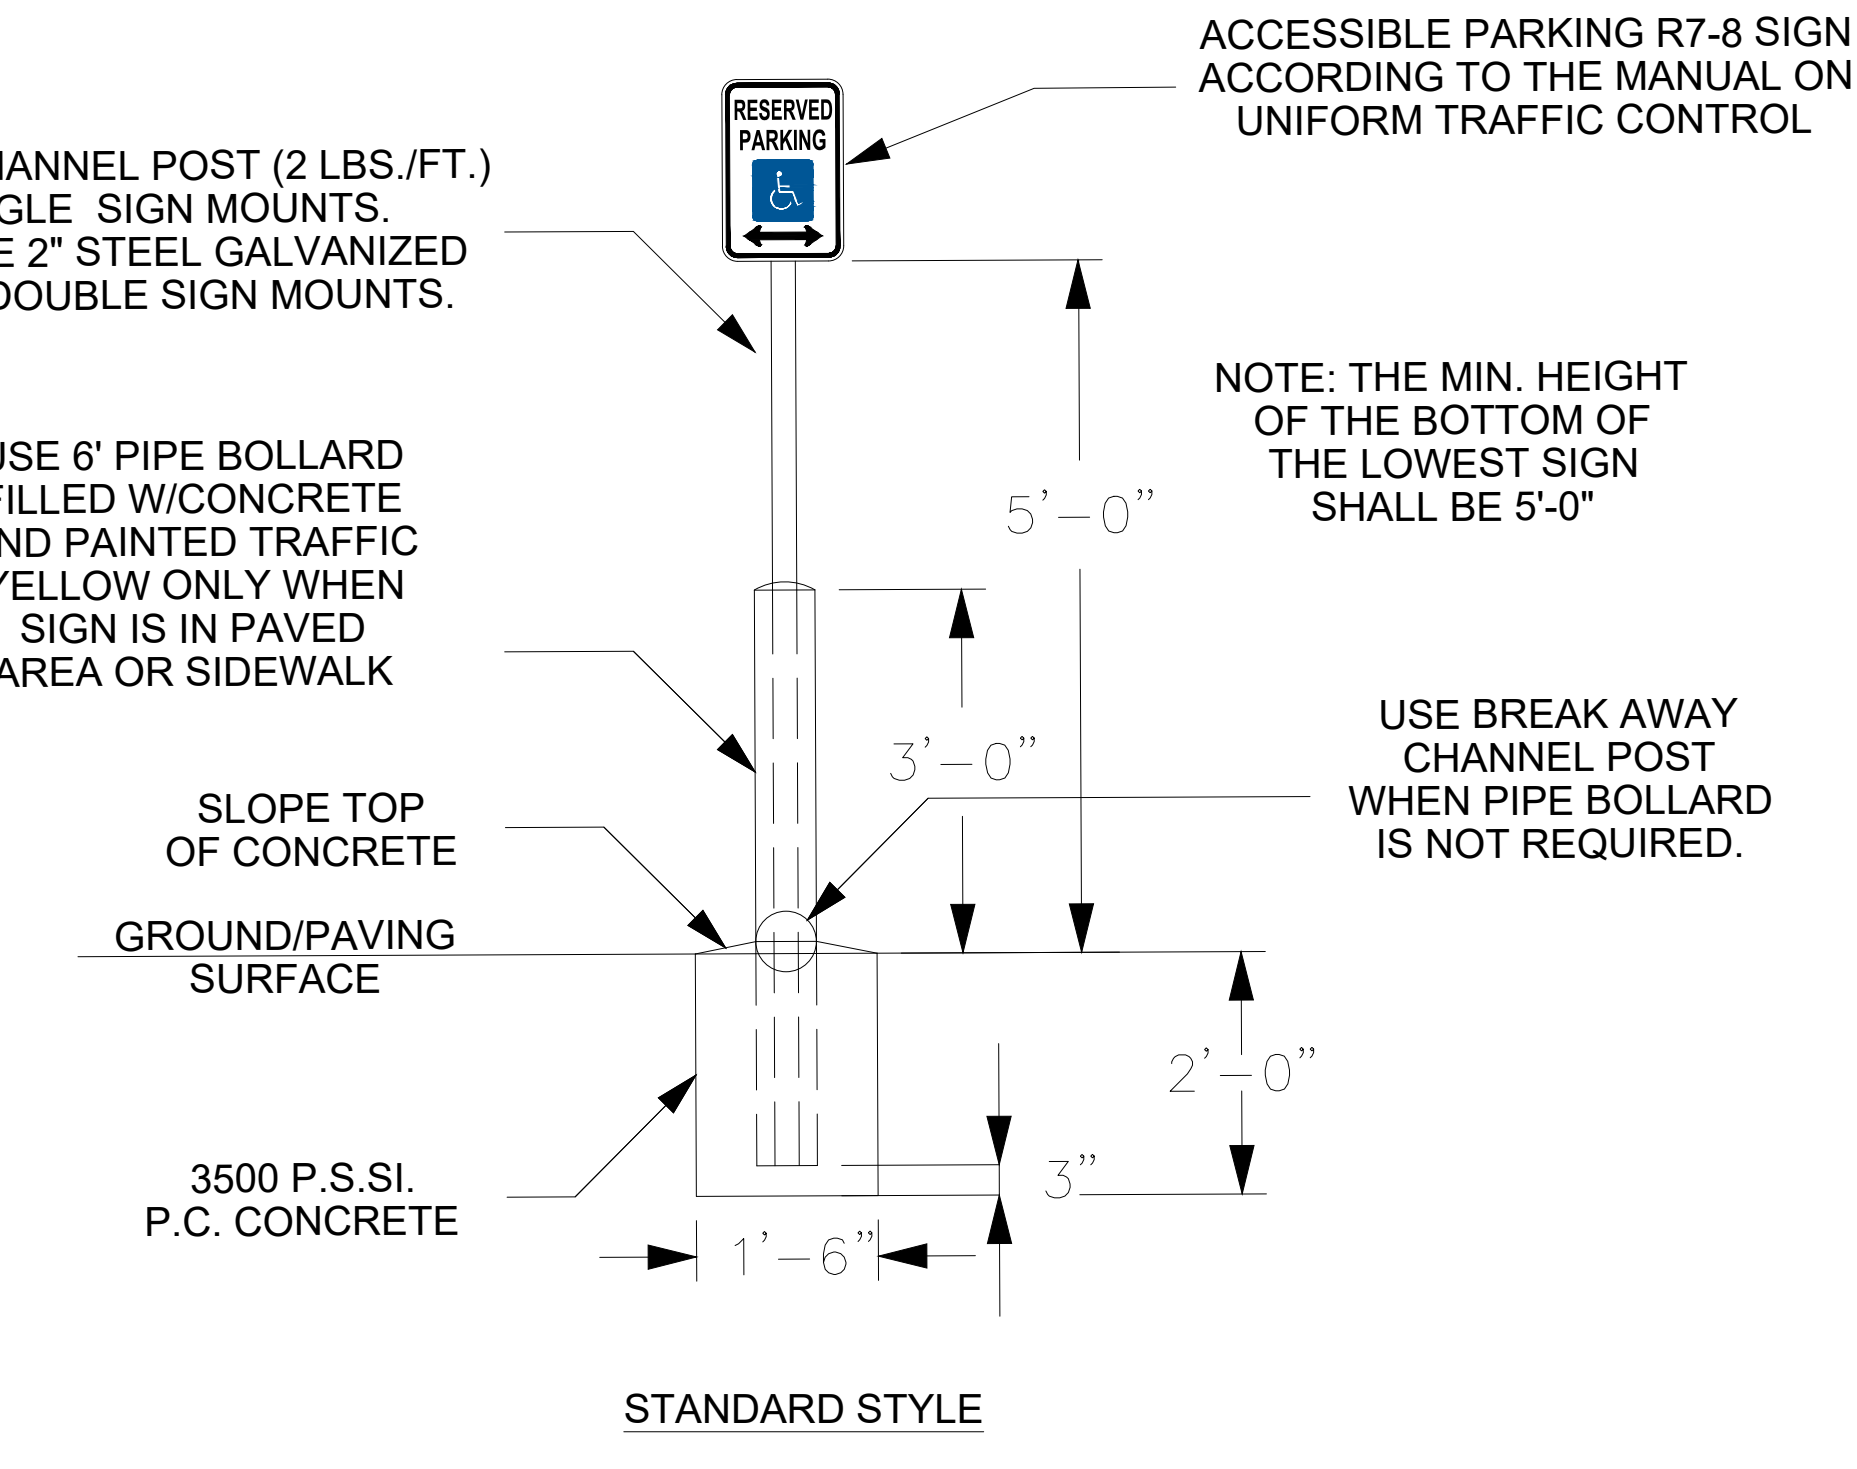 ACCESSIBLE PARKING R7-8 SIGN
ACCORDING TO THE MANUAL ON
UNIFORM TRAFFIC CONTROL
RESERVED
PARKING
HANNEL POST (2 LBS./FT.)
GLE SIGN MOUNTS.
E 2" STEEL GALVANIZED
DOUBLE SIGN MOUNTS.
NOTE: THE MIN. HEIGHT
OF THE BOTTOM OF
THE LOWEST SIGN
SHALL BE 5'-0"
5'-0"
USE 6' PIPE BOLLARD
FILLED W/CONCRETE
ND PAINTED TRAFFIC
YELLOW ONLY WHEN
SIGN IS IN PAVED
AREA OR SIDEWALK
3'-0"
USE BREAK AWAY
CHANNEL POST
WHEN PIPE BOLLARD
IS NOT REQUIRED.
SLOPE TOP
OF CONCRETE
GROUND/PAVING
SURFACE
2'-0"
3"
3500 P.S.SI.
P.C. CONCRETE
1'-6"
STANDARD STYLE